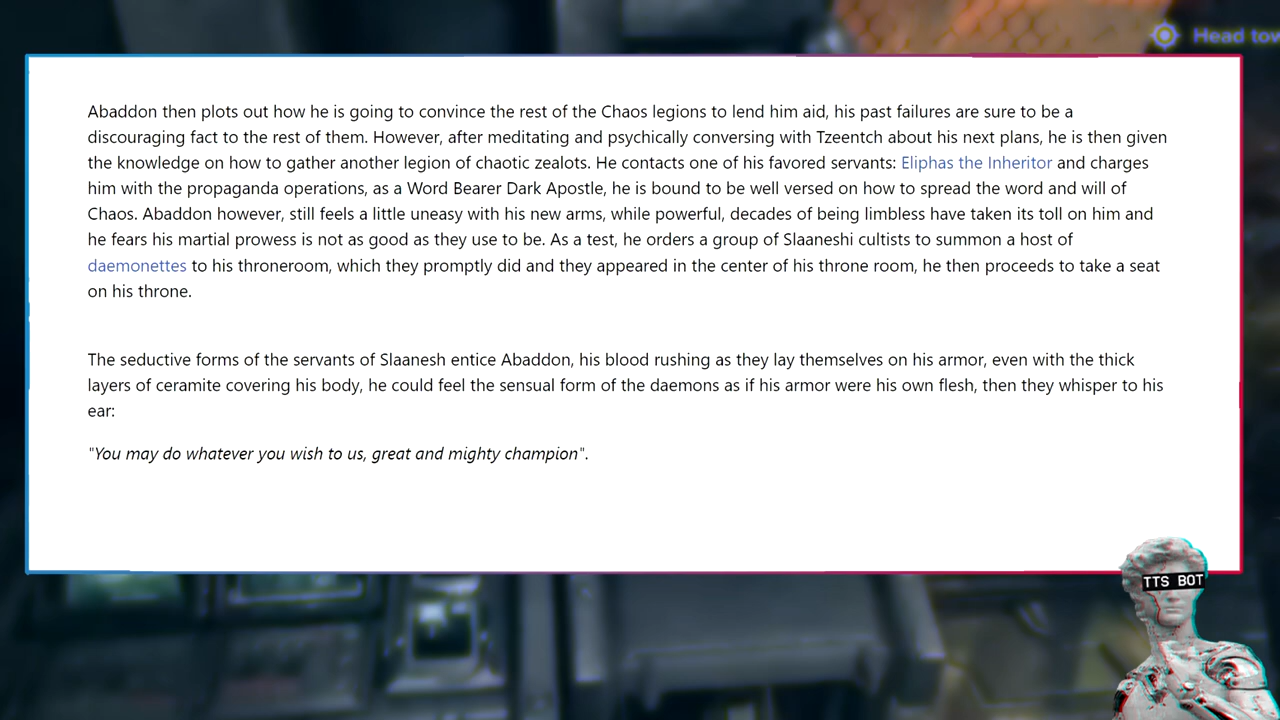 Head tow
Abaddon then plots out how he is going to convince the rest of the Chaos legions to lend him aid, his past failures are sure to be a
discouraging fact to the rest of them. However, after meditating and psychically conversing with Tzeentch about his next plans, he is then given
the knowledge on how to gather another legion of chaotic zealots. He contacts one of his favored servants: Eliphas the Inheritor and charges
him with the propaganda operations, as a Word Bearer Dark Apostle, he is bound to be well versed on how to spread the word and will of
Chaos. Abaddon however, still feels a little uneasy with his new arms, while powerful, decades of being limbless have taken its toll on him and
he fears his martial prowess is not as good as they use to be. As a test, he orders a group of Slaaneshi cultists to summon a host of
daemonettes to his throneroom, which they promptly did and they appeared in the center of his throne room, he then proceeds to take a seat
on his throne.
The seductive forms of the servants of Slaanesh entice Abaddon, his blood rushing as they lay themselves on his armor, even with the thick
layers of ceramite covering his body, he could feel the sensual form of the daemons as if his armor were his own flesh, then they whisper to his
ear:
"You may do whatever you wish to us, great and mighty champion".
TTS BOT